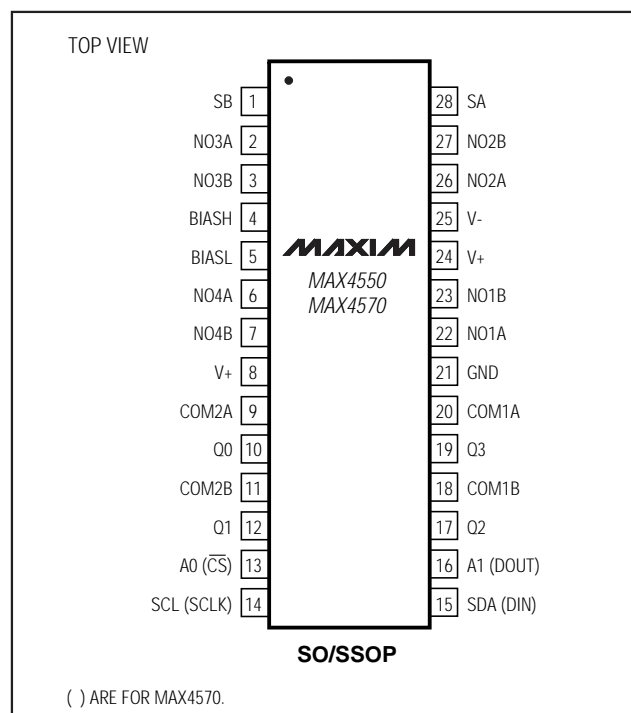 TOP VIEW
SB 1
NO3A 2
NO3B 3
BIASH 4
BIASL 5
NO4A 6
NO4B 7
V+ 8
COM2A 9
Q0 10
COM2B 11
Q1 12
A0 (C̅S̅) 13
SCL (SCLK) 14
MAXIM
MAX4550
MAX4570
28 SA
27 NO2B
26 NO2A
25 V-
24 V+
23 NO1B
22 NO1A
21 GND
20 COM1A
19 Q3
18 COM1B
17 Q2
16 A1 (DOUT)
15 SDA (DIN)
SO/SSOP
( ) ARE FOR MAX4570.